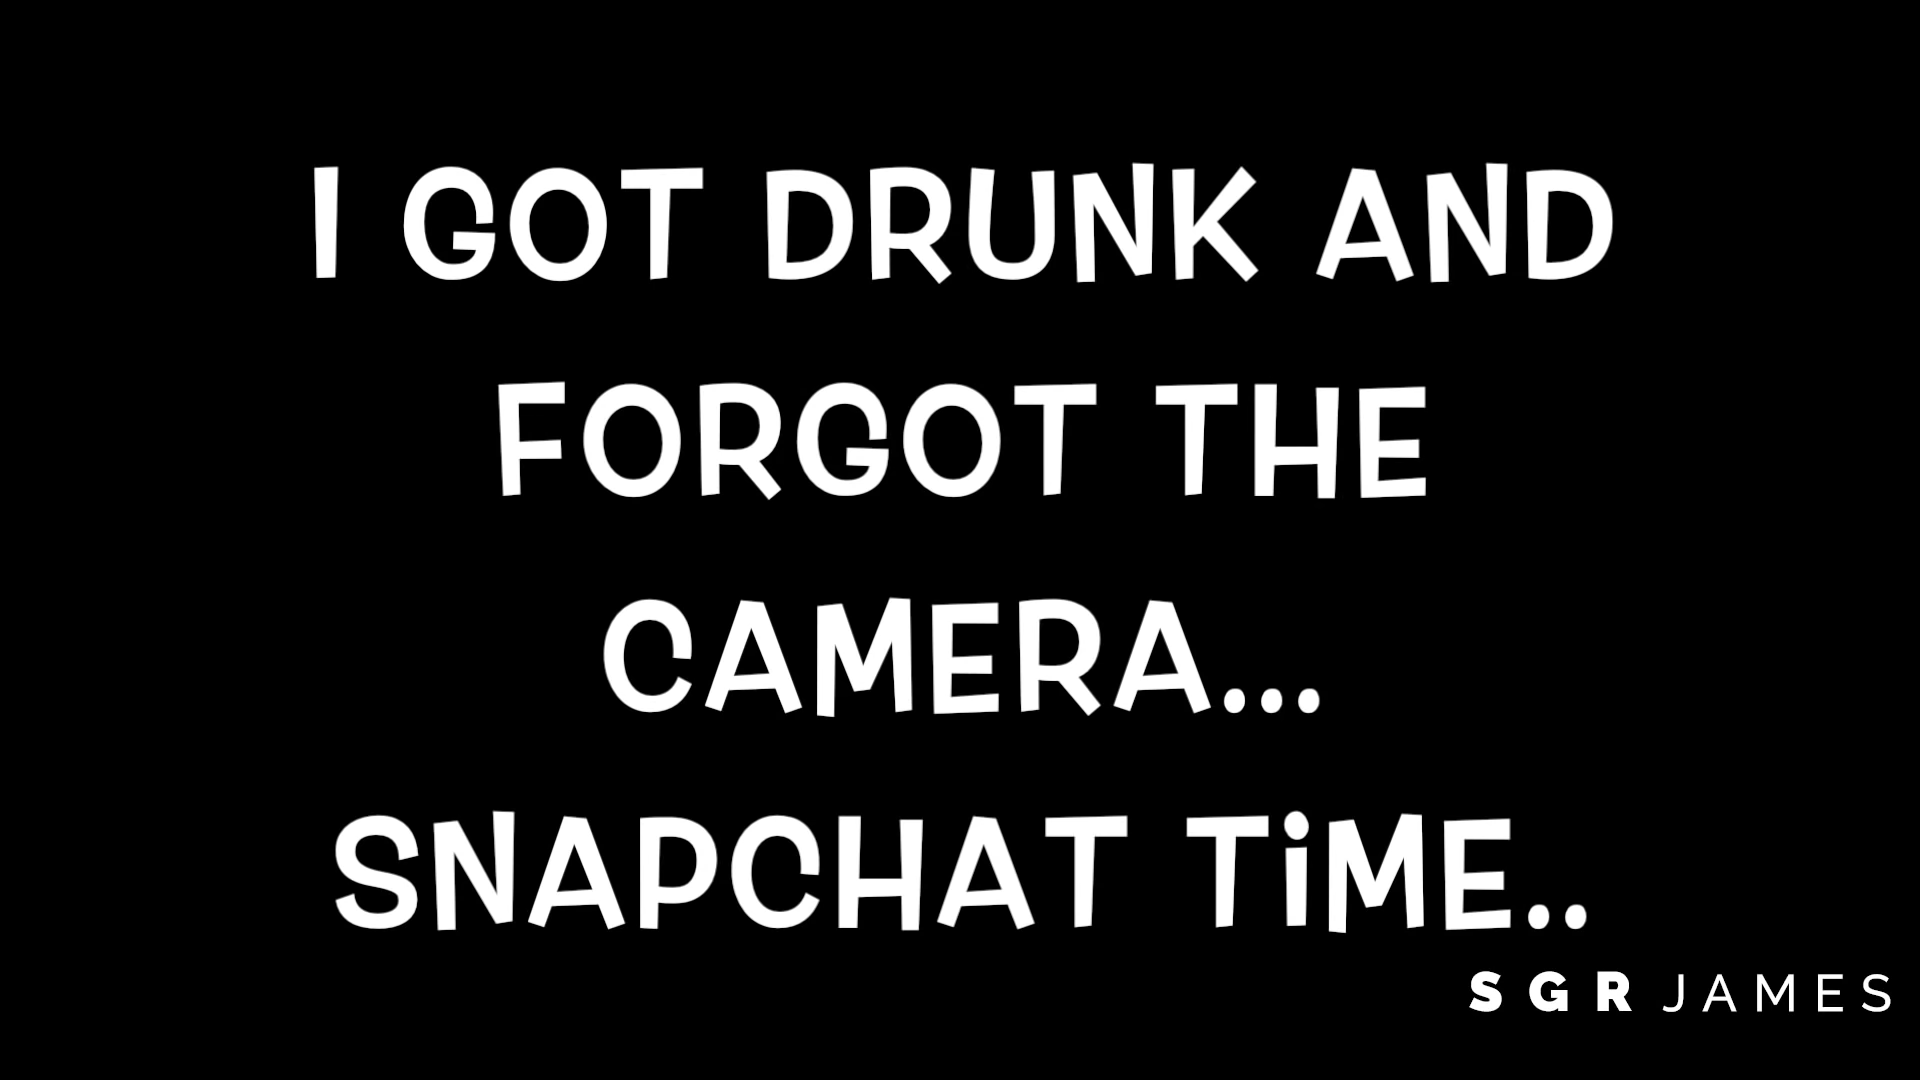 I GOT DRUNK AND
FORGOT THE
CAMERA...
SNAPCHAT TiME..
SGR JAMES